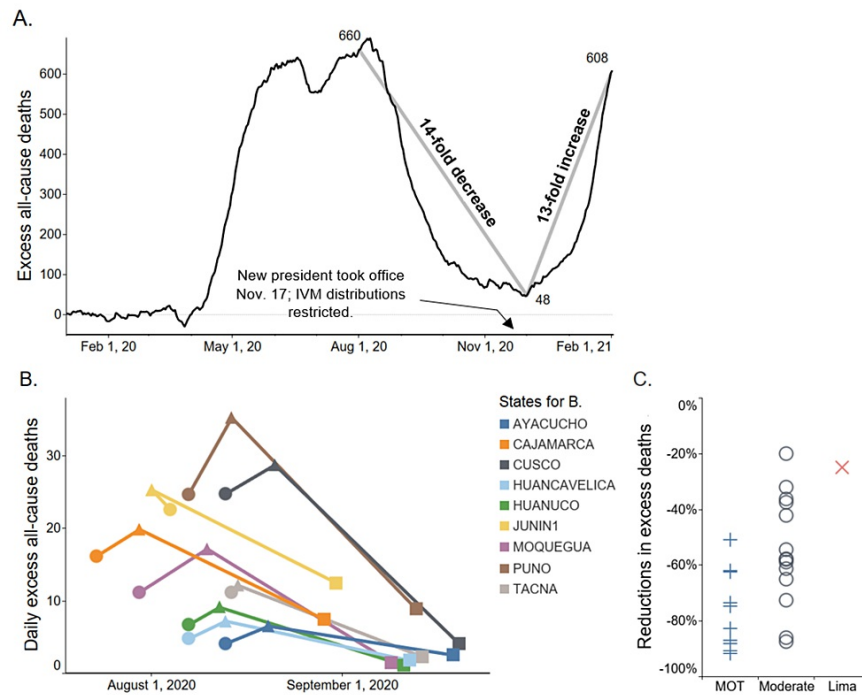 A.
Excess all-cause deaths
600
500
400
300
200
100
0
660
608
48
14-fold decrease
13-fold increase
New president took office
Nov. 17; IVM distributions
restricted.
Feb 1, 20
May 1, 20
Aug 1, 20
Nov 1, 20
Feb 1, 21
B.
Daily excess all-cause deaths
30
20
10
0
August 1, 2020
September 1, 2020
States for B.
AYACUCHO
CAJAMARCA
CUSCO
HUANCAVELICA
HUANUCO
JUNIN1
MOQUEGUA
PUNO
TACNA
C.
Reductions in excess deaths
0%
-20%
-40%
-60%
-80%
-100%
MOT
Moderate
Lima